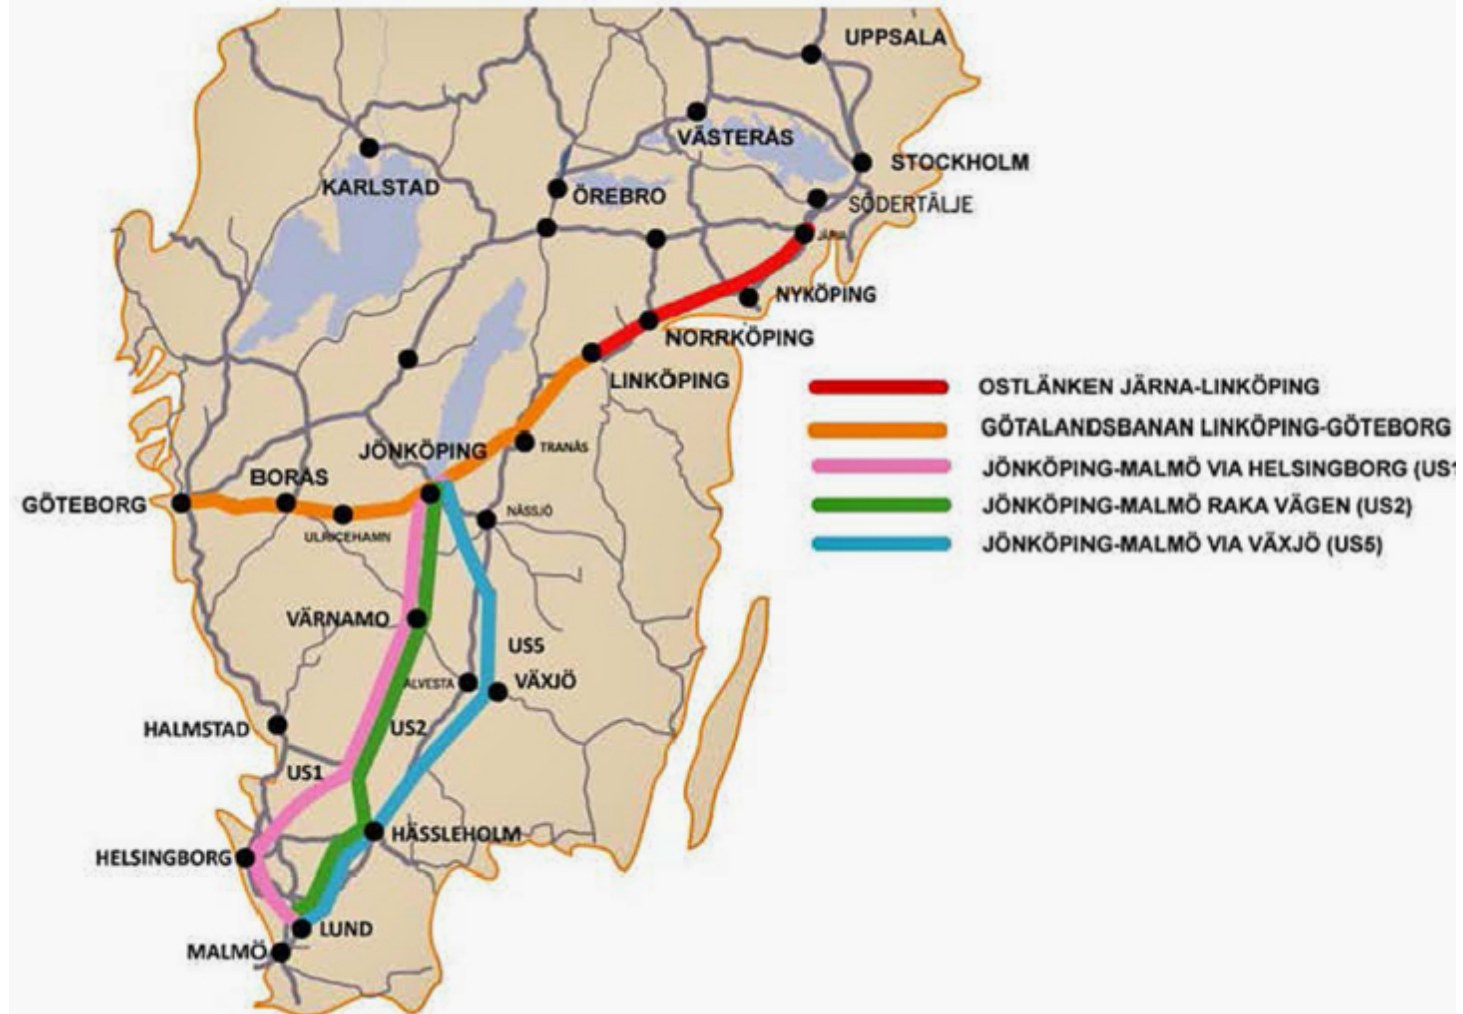 UPPSALA
VÄSTERÅS
STOCKHOLM
KARLSTAD
ÖREBRO
SÖDERTÄLJE
JÄRNA
NYKÖPING
NORRKÖPING
LINKÖPING
OSTLÄNKEN JÄRNA-LINKÖPING
GÖTALANDSBANAN LINKÖPING-GÖTEBORG
JÖNKÖPING
TRANÅS
JÖNKÖPING-MALMÖ VIA HELSINGBORG (US1
BORÅS
GÖTEBORG
NÄSSJÖ
JÖNKÖPING-MALMÖ RAKA VÄGEN (US2)
ULRICEHAMN
JÖNKÖPING-MALMÖ VIA VÄXJÖ (US5)
VÄRNAMO
US5
ALVESTA
VÄXJÖ
HALMSTAD
US2
US1
HÄSSLEHOLM
HELSINGBORG
LUND
MALMÖ